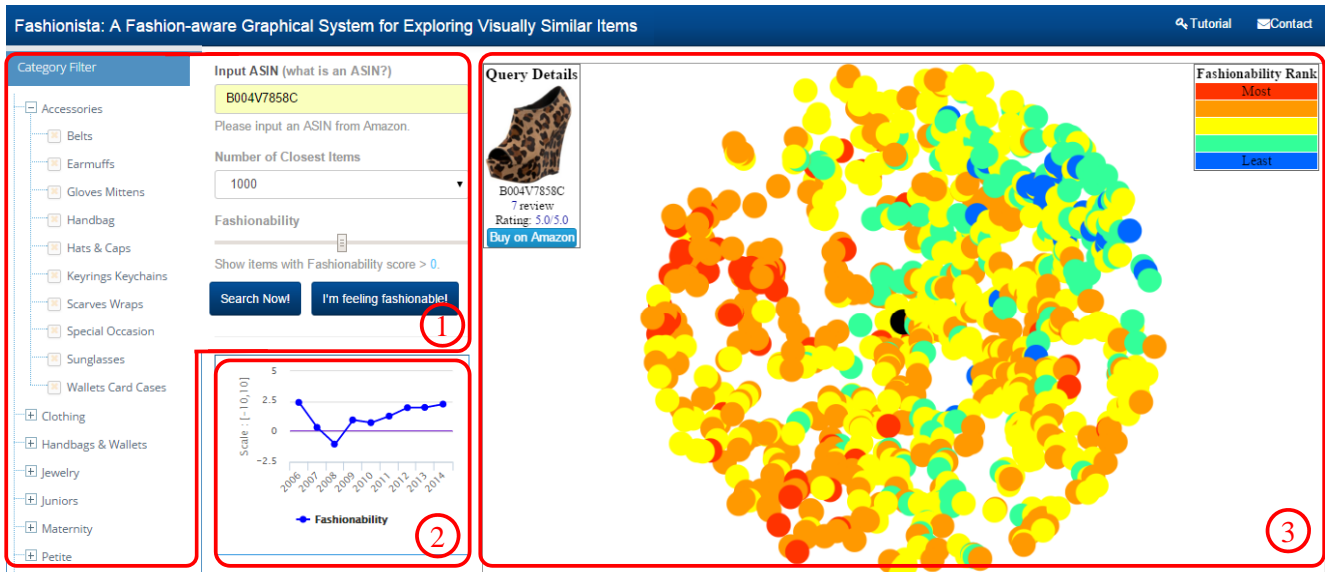 Fashionista: A Fashion-aware Graphical System for Exploring Visually Similar Items
Tutorial
Contact
Category Filter
Accessories
Belts
Earmuffs
Gloves Mittens
Handbag
Hats & Caps
Keyrings Keychains
Scarves Wraps
Special Occasion
Sunglasses
Wallets Card Cases
Clothing
Handbags & Wallets
Jewelry
Juniors
Maternity
Petite
Input ASIN (what is an ASIN?)
B004V7858C
Please input an ASIN from Amazon.
Number of Closest Items
1000
Fashionability
Show items with Fashionability score > 0.
Search Now!
I'm feeling fashionable!
1
Scale : [-10,10]
5
2.5
0
-2.5
2006 2007 2008 2009 2010 2011 2012 2013 2014
Fashionability
2
Query Details
B004V7858C
7 review
Rating: 5.0/5.0
Buy on Amazon
Fashionability Rank
Most
Least
3